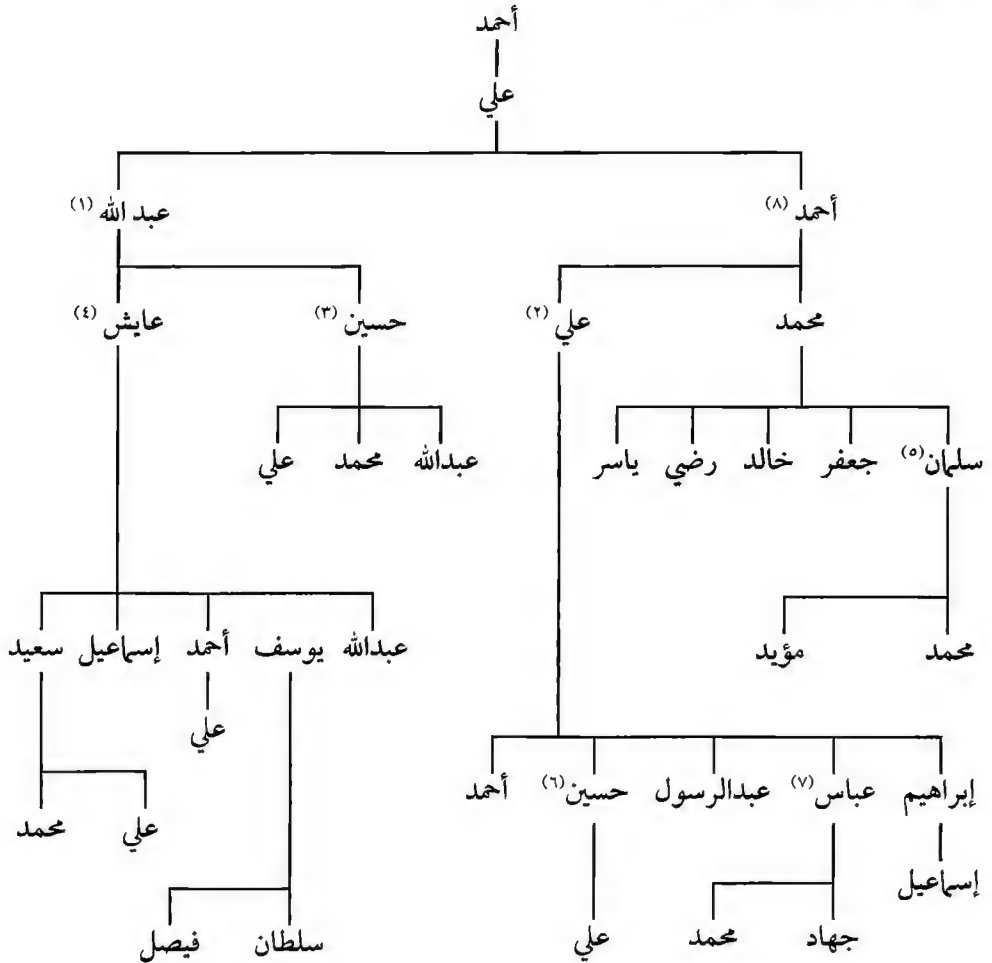 أحمد
علي
أحمد (٨) عبد الله (١)
محمد علي (٢) حسين (٣) عايش (٤)
سلمان (٥) جعفر خالد رضي ياسر عبدالله محمد علي
محمد مؤيد عبدالله يوسف أحمد إسماعيل سعيد
علي
إبراهيم عباس (٧) عبدالرسول حسين (٦) أحمد علي محمد
إسماعيل
جهاد محمد علي سلطان فيصل